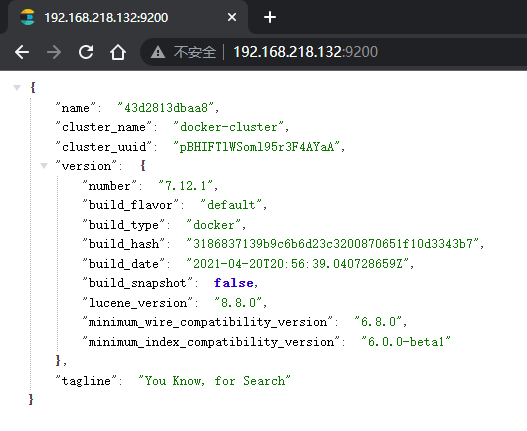 192.168.218.132:9200
不安全 192.168.218.132:9200
{
"name": "43d2813dbaa8",
"cluster_name": "docker-cluster",
"cluster_uuid": "pBHIFTlWSoml95r3F4AYaA",
"version": {
"number": "7.12.1",
"build_flavor": "default",
"build_type": "docker",
"build_hash": "3186837139b9c6b6d23c3200870651f10d3343b7",
"build_date": "2021-04-20T20:56:39.040728659Z",
"build_snapshot": false,
"lucene_version": "8.8.0",
"minimum_wire_compatibility_version": "6.8.0",
"minimum_index_compatibility_version": "6.0.0-beta1"
},
"tagline": "You Know, for Search"
}